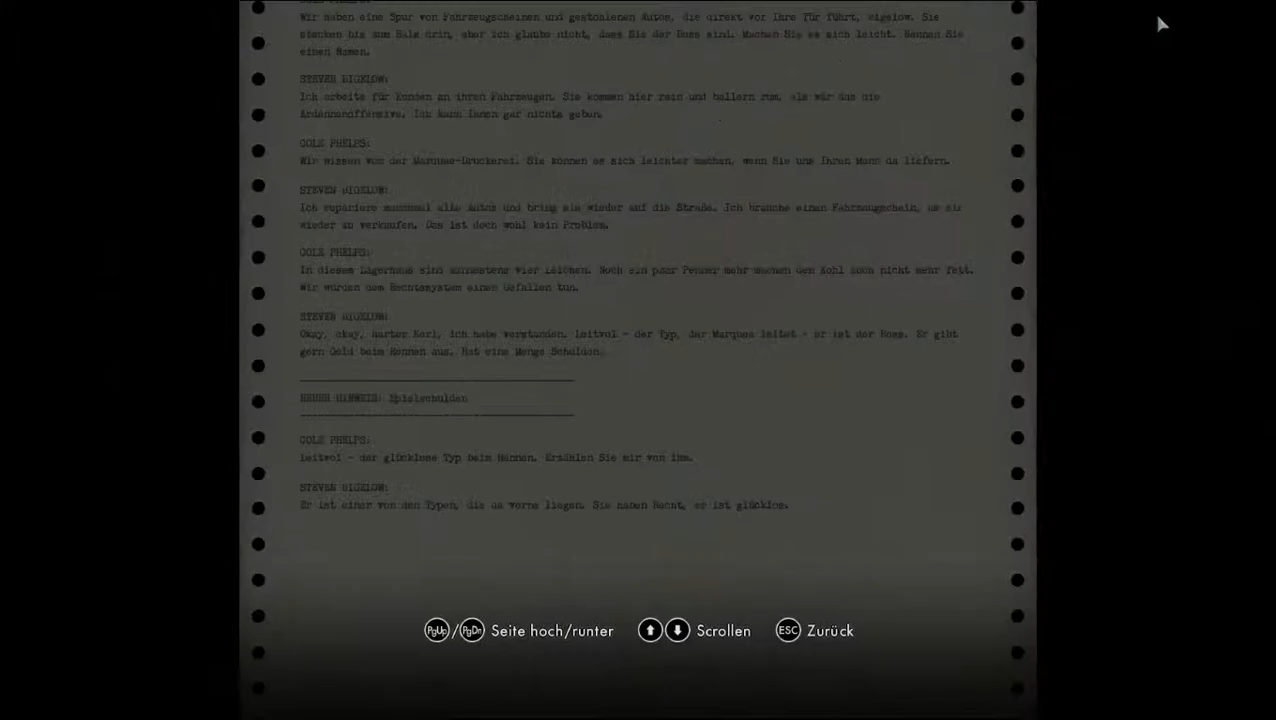 COLE PHELPS:
Wir haben eine Spur von Fahrzeugscheinen und gestohlenen Autos, die direkt vor Ihre Tür führt, Bigelow. Sie
stecken bis zum Hals drin, aber ich glaube nicht, dass Sie der Boss sind. Machen Sie es sich leicht. Nennen Sie
einen Namen.
STEVEN BIGELOW:
Ich arbeite für Kunden an ihren Fahrzeugen. Sie kommen hier rein und ballern rum, als wär das die
Ardennenoffensive. Ich kann Ihnen gar nichts geben.
COLE PHELPS:
Wir wissen von der Marquee-Druckerei. Sie können es sich leichter machen, wenn Sie uns Ihren Mann da liefern.
STEVEN BIGELOW:
Ich repariere manchmal alte Autos und bring sie wieder auf die Straße. Ich brauche einen Fahrzeugschein, um sie
wieder zu verkaufen. Das ist doch wohl kein Problem.
COLE PHELPS:
In diesem Lagerhaus sind mindestens vier Leichen. Noch ein paar Penner mehr machen den Kohl auch nicht mehr fett.
Wir würden dem Rechtssystem einen Gefallen tun.
STEVEN BIGELOW:
Okay, okay, harter Kerl, ich habe verstanden. Leitvol - der Typ, der Marquee leitet - er ist der Boss. Er gibt
gern Geld beim Rennen aus. Hat eine Menge Schulden.
NEUER HINWEIS: Spielschulden
COLE PHELPS:
Leitvol - der glücklose Typ beim Rennen. Erzählen Sie mir von ihm.
STEVEN BIGELOW:
Er ist einer von den Typen, die da vorne liegen. Sie haben Recht, er ist glücklos.
PgUp/PgDn Seite hoch/runter Scrollen ESC Zurück